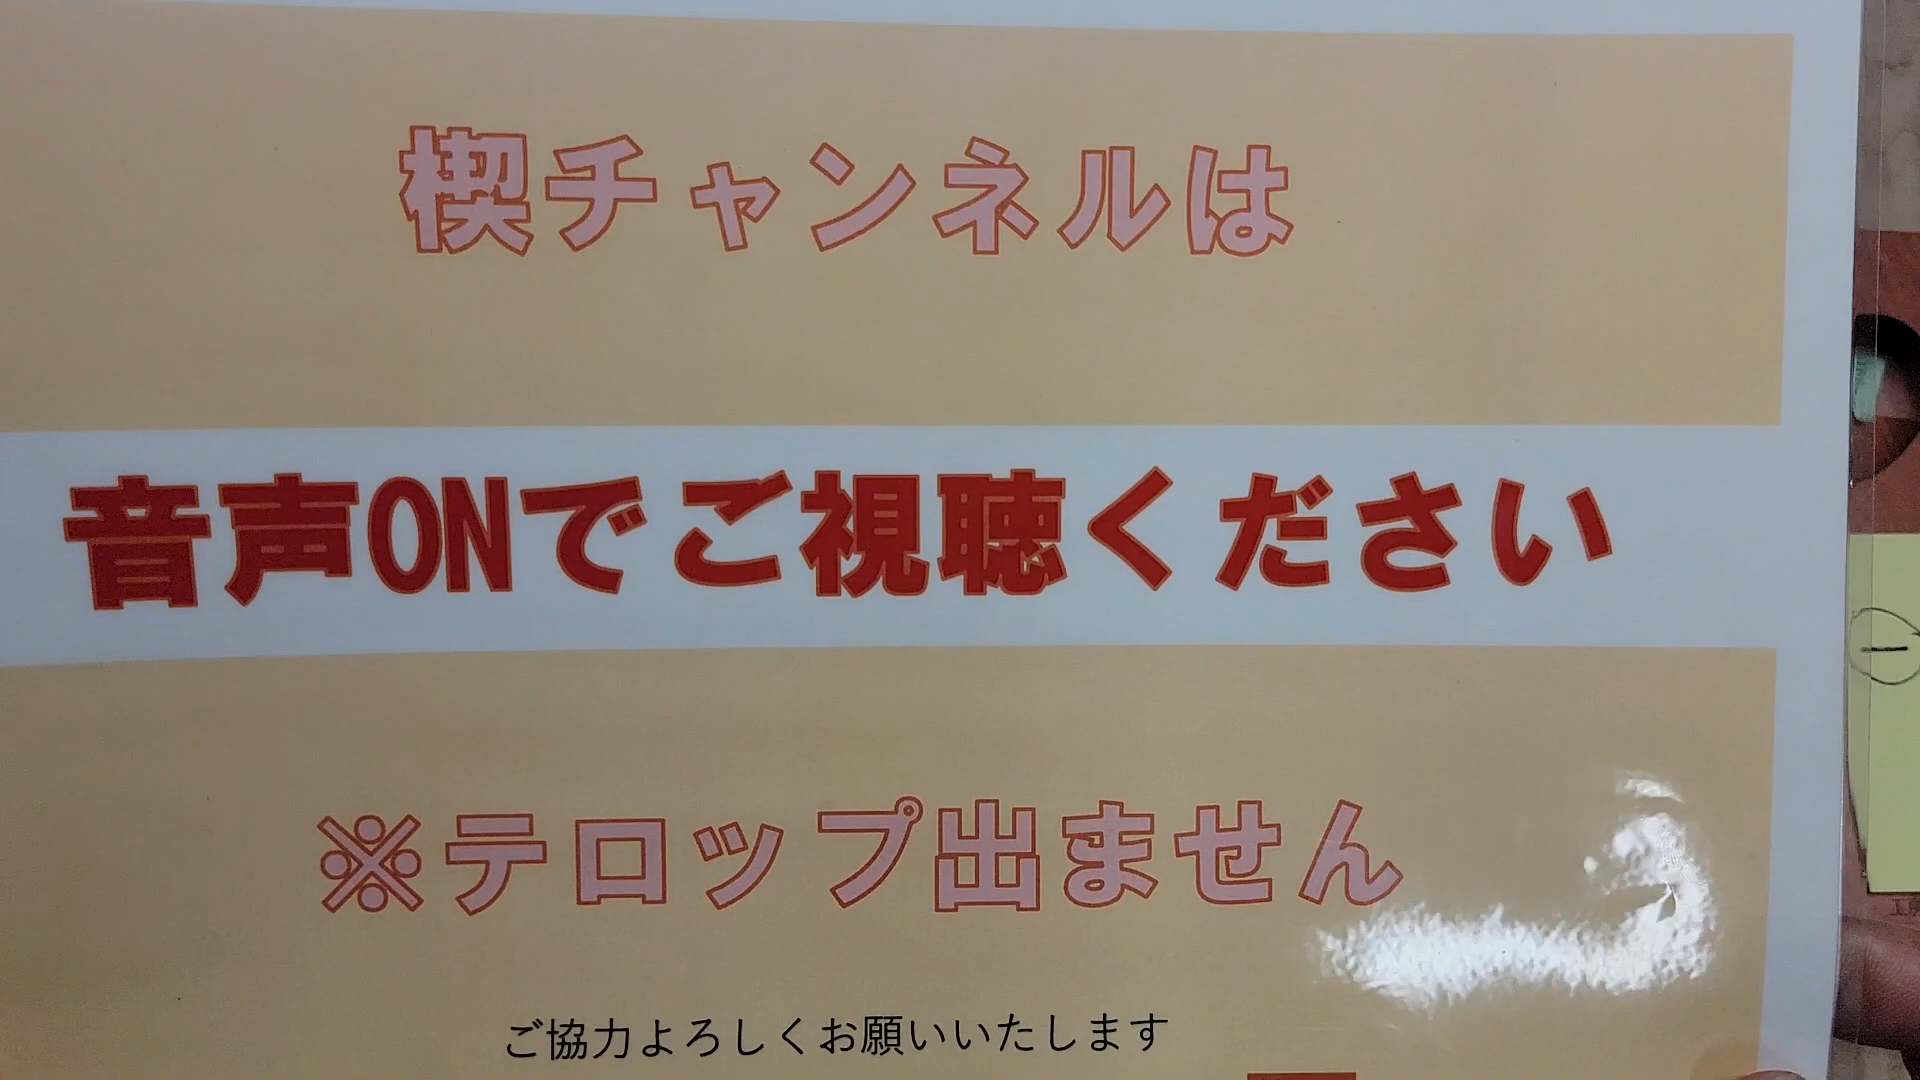 楔チャンネルは
音声ONでご視聴ください
※テロップ出ません
ご協力よろしくお願いいたします
①